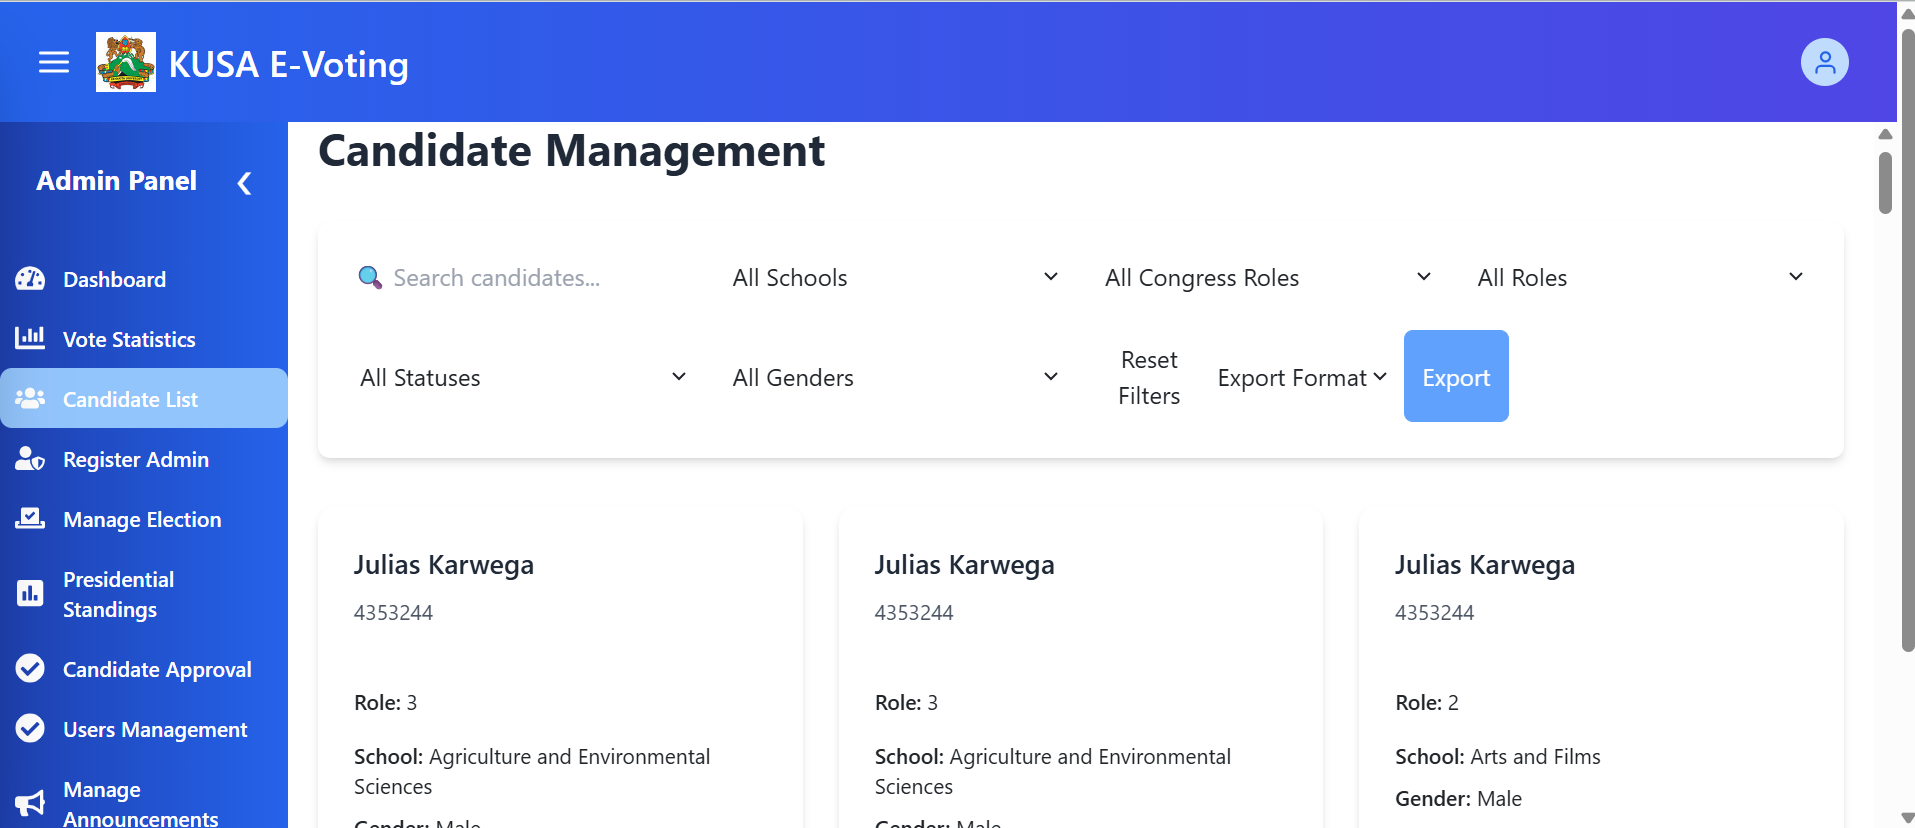 KUSA E-Voting
Admin Panel
Dashboard
Vote Statistics
Candidate List
Register Admin
Manage Election
Presidential
Standings
Candidate Approval
Users Management
Manage
Announcements
Candidate Management
Search candidates...
All Schools
All Congress Roles
All Roles
All Statuses
All Genders
Reset
Filters
Export Format
Export
Julias Karwega
4353244
Role: 3
School: Agriculture and Environmental
Sciences
Gender: Male
Julias Karwega
4353244
Role: 3
School: Agriculture and Environmental
Sciences
Gender: Male
Julias Karwega
4353244
Role: 2
School: Arts and Films
Gender: Male